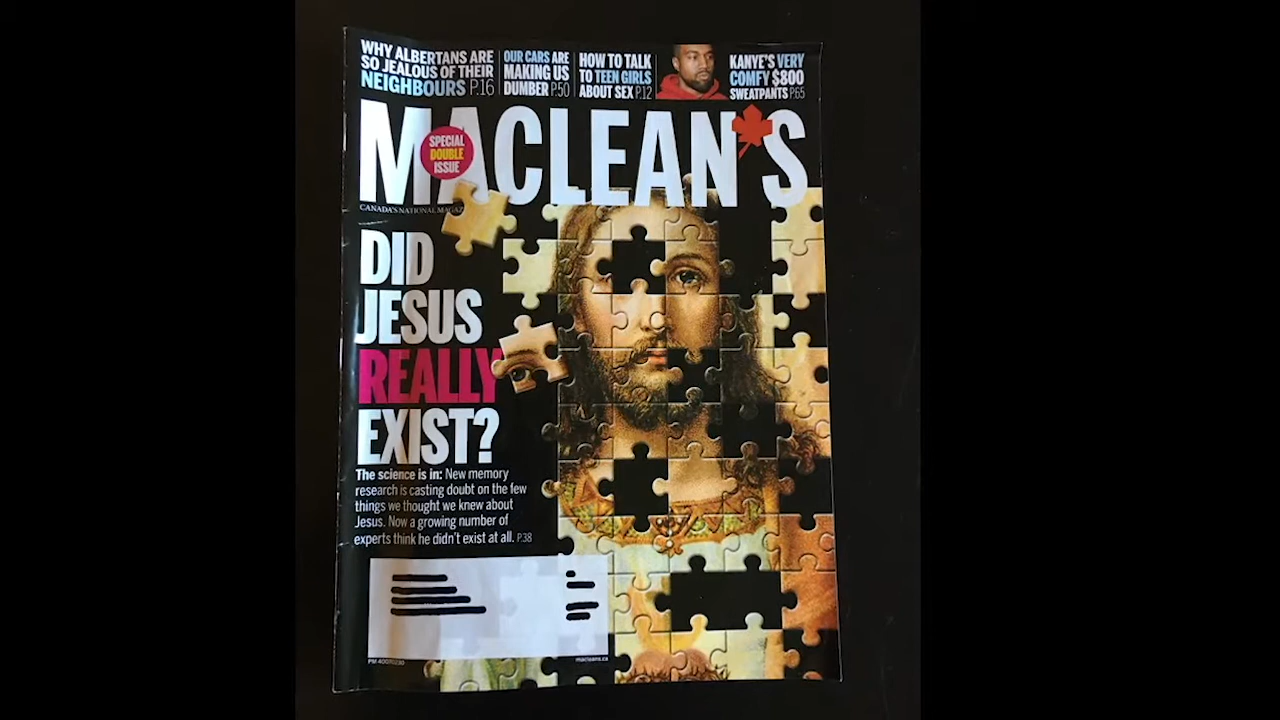 WHY ALBERTANS ARE
SO JEALOUS OF THEIR
NEIGHBOURS P.16
OUR CARS ARE
MAKING US
DUMBER P.50
HOW TO TALK
TO TEEN GIRLS
ABOUT SEX P.12
KANYE'S VERY
COMFY $800
SWEATPANTS P.65
MACLEAN'S
SPECIAL
DOUBLE
ISSUE
CANADA'S NATIONAL MAGAZ
DID
JESUS
REALLY
EXIST?
The science is in: New memory
research is casting doubt on the few
things we thought we knew about
Jesus. Now a growing number of
experts think he didn't exist at all. P.38
macleans.ca